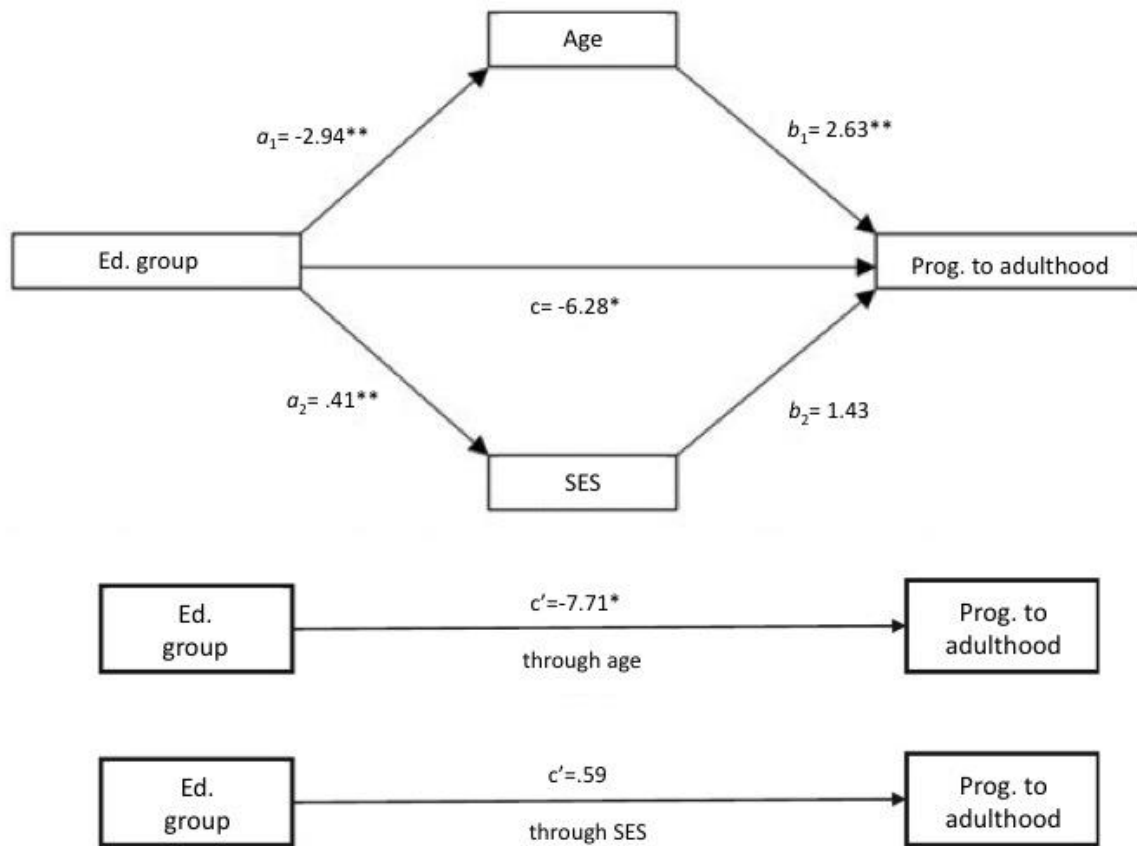 Age
a₁= -2.94**
b₁= 2.63**
Ed. group
Prog. to adulthood
c= -6.28*
a₂= .41**
b₂= 1.43
SES
Ed.
group
c’=-7.71*
through age
Prog. to
adulthood
Ed.
group
c’=.59
through SES
Prog. to
adulthood